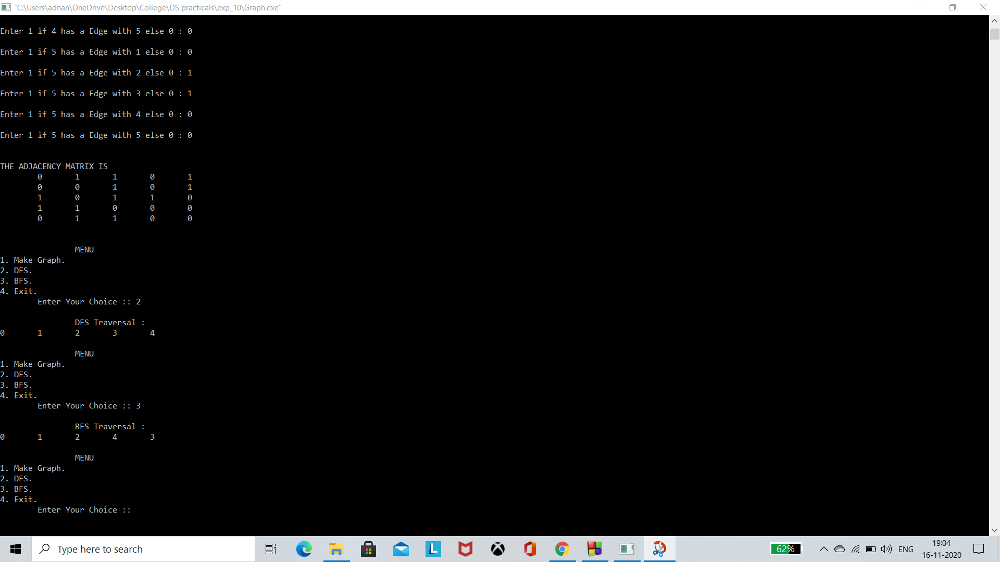 "C:\Users\adnan\OneDrive\Desktop\College\DS practicals\exp_10\Graph.exe"
Enter 1 if 4 has a Edge with 5 else 0 : 0
Enter 1 if 5 has a Edge with 1 else 0 : 0
Enter 1 if 5 has a Edge with 2 else 0 : 1
Enter 1 if 5 has a Edge with 3 else 0 : 1
Enter 1 if 5 has a Edge with 4 else 0 : 0
Enter 1 if 5 has a Edge with 5 else 0 : 0
THE ADJACENCY MATRIX IS
0 1 1 0 1
0 0 1 0 1
1 0 1 1 0
1 1 0 0 0
0 1 1 0 0
MENU
1. Make Graph.
2. DFS.
3. BFS.
4. Exit.
Enter Your Choice :: 2
DFS Traversal :
0 1 2 3 4
MENU
1. Make Graph.
2. DFS.
3. BFS.
4. Exit.
Enter Your Choice :: 3
BFS Traversal :
0 1 2 4 3
MENU
1. Make Graph.
2. DFS.
3. BFS.
4. Exit.
Enter Your Choice ::
Type here to search
L
62%
ENG
19:04
16-11-2020